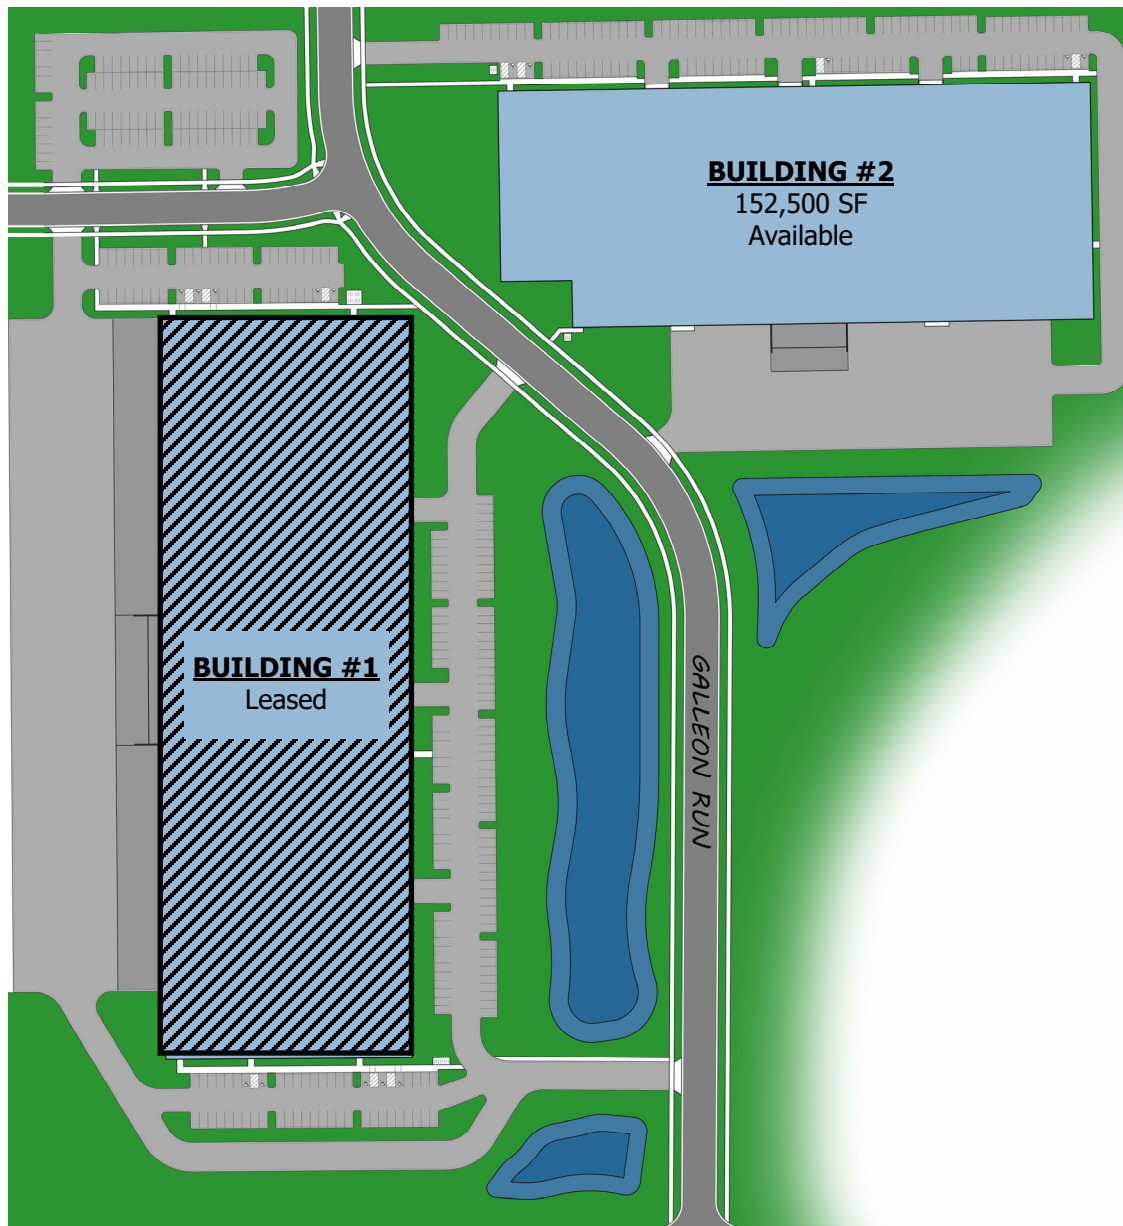 BUILDING #2
152,500 SF
Available
BUILDING #1
Leased
GALLEON RUN